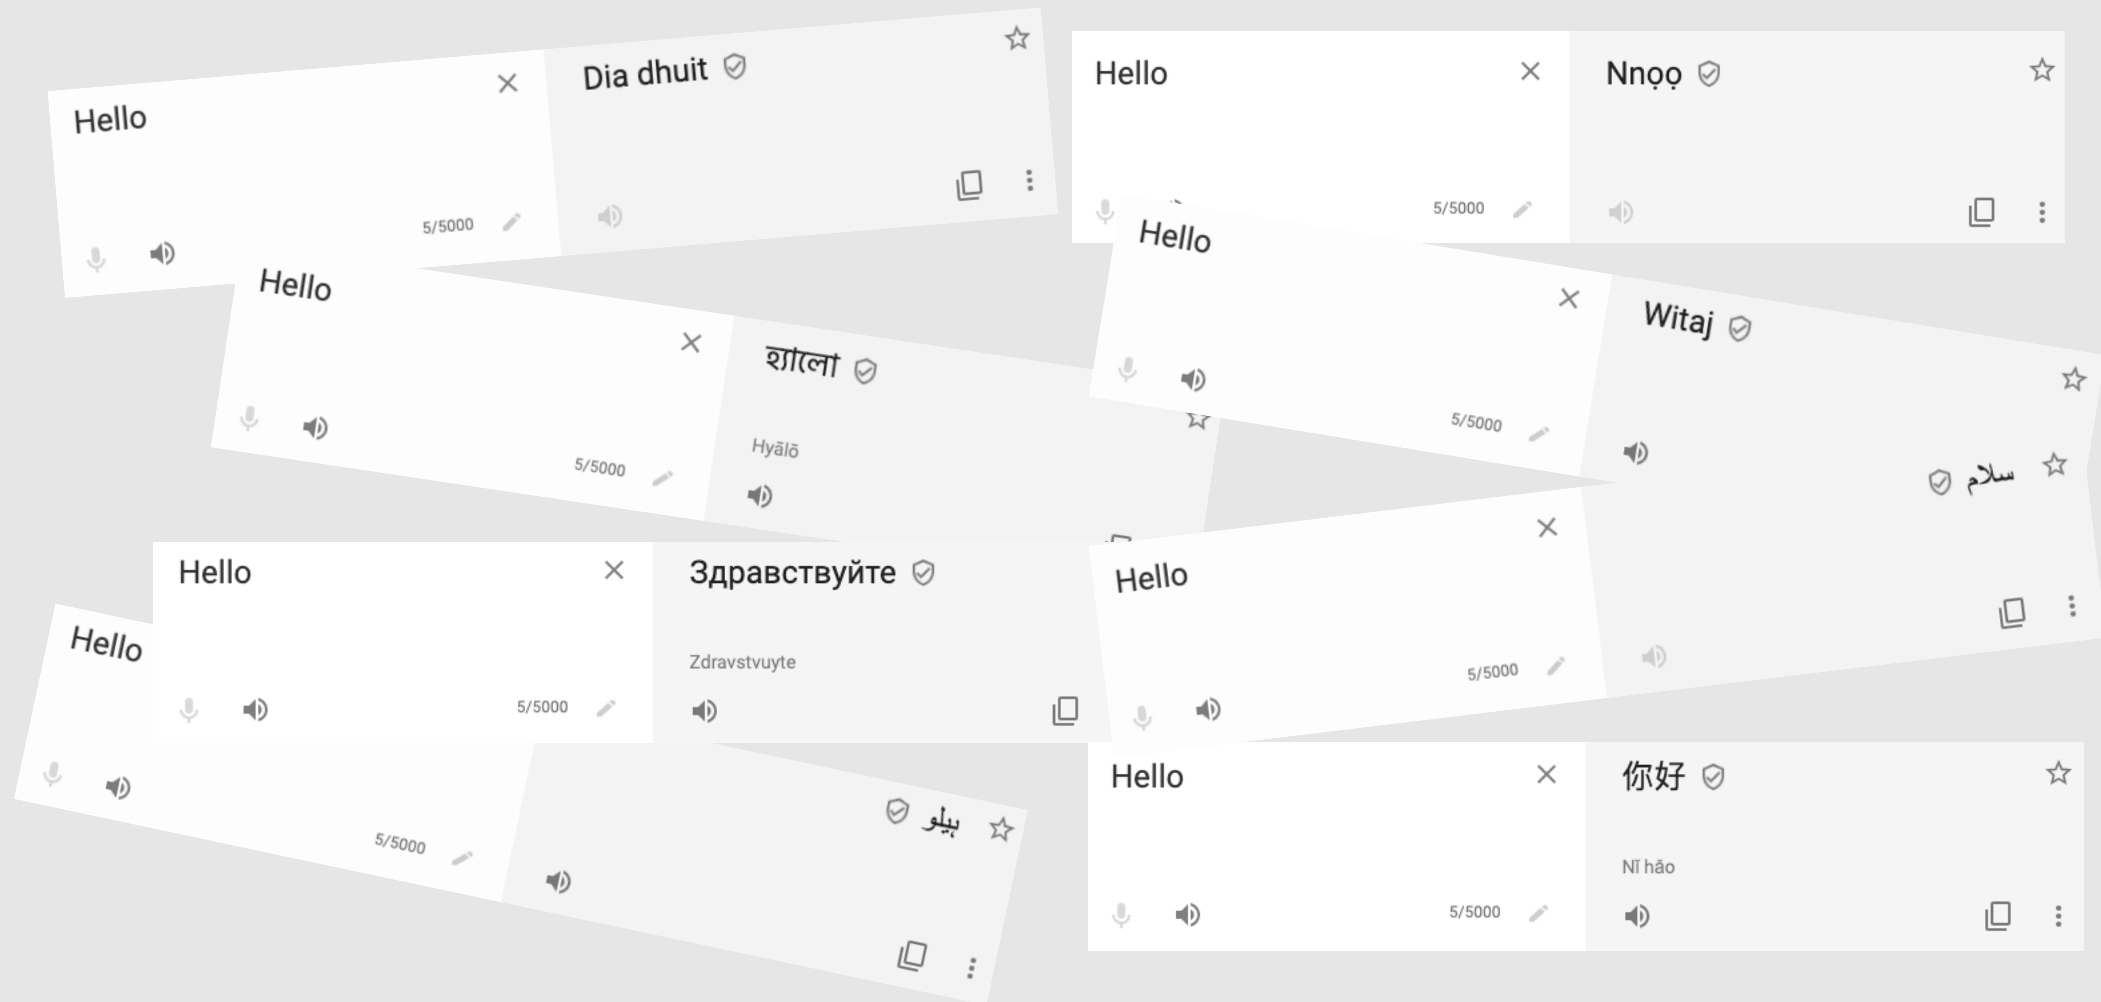 Hello
Dia dhuit
5/5000
Hello
Nnọọ
5/5000
Hello
হ্যালো
Hyālō
5/5000
Hello
Witaj
5/5000
Hello
Здравствуйте
Zdravstvuyte
5/5000
Hello
سلام
5/5000
Hello
ہیلو
5/5000
Hello
你好
Nǐ hǎo
5/5000